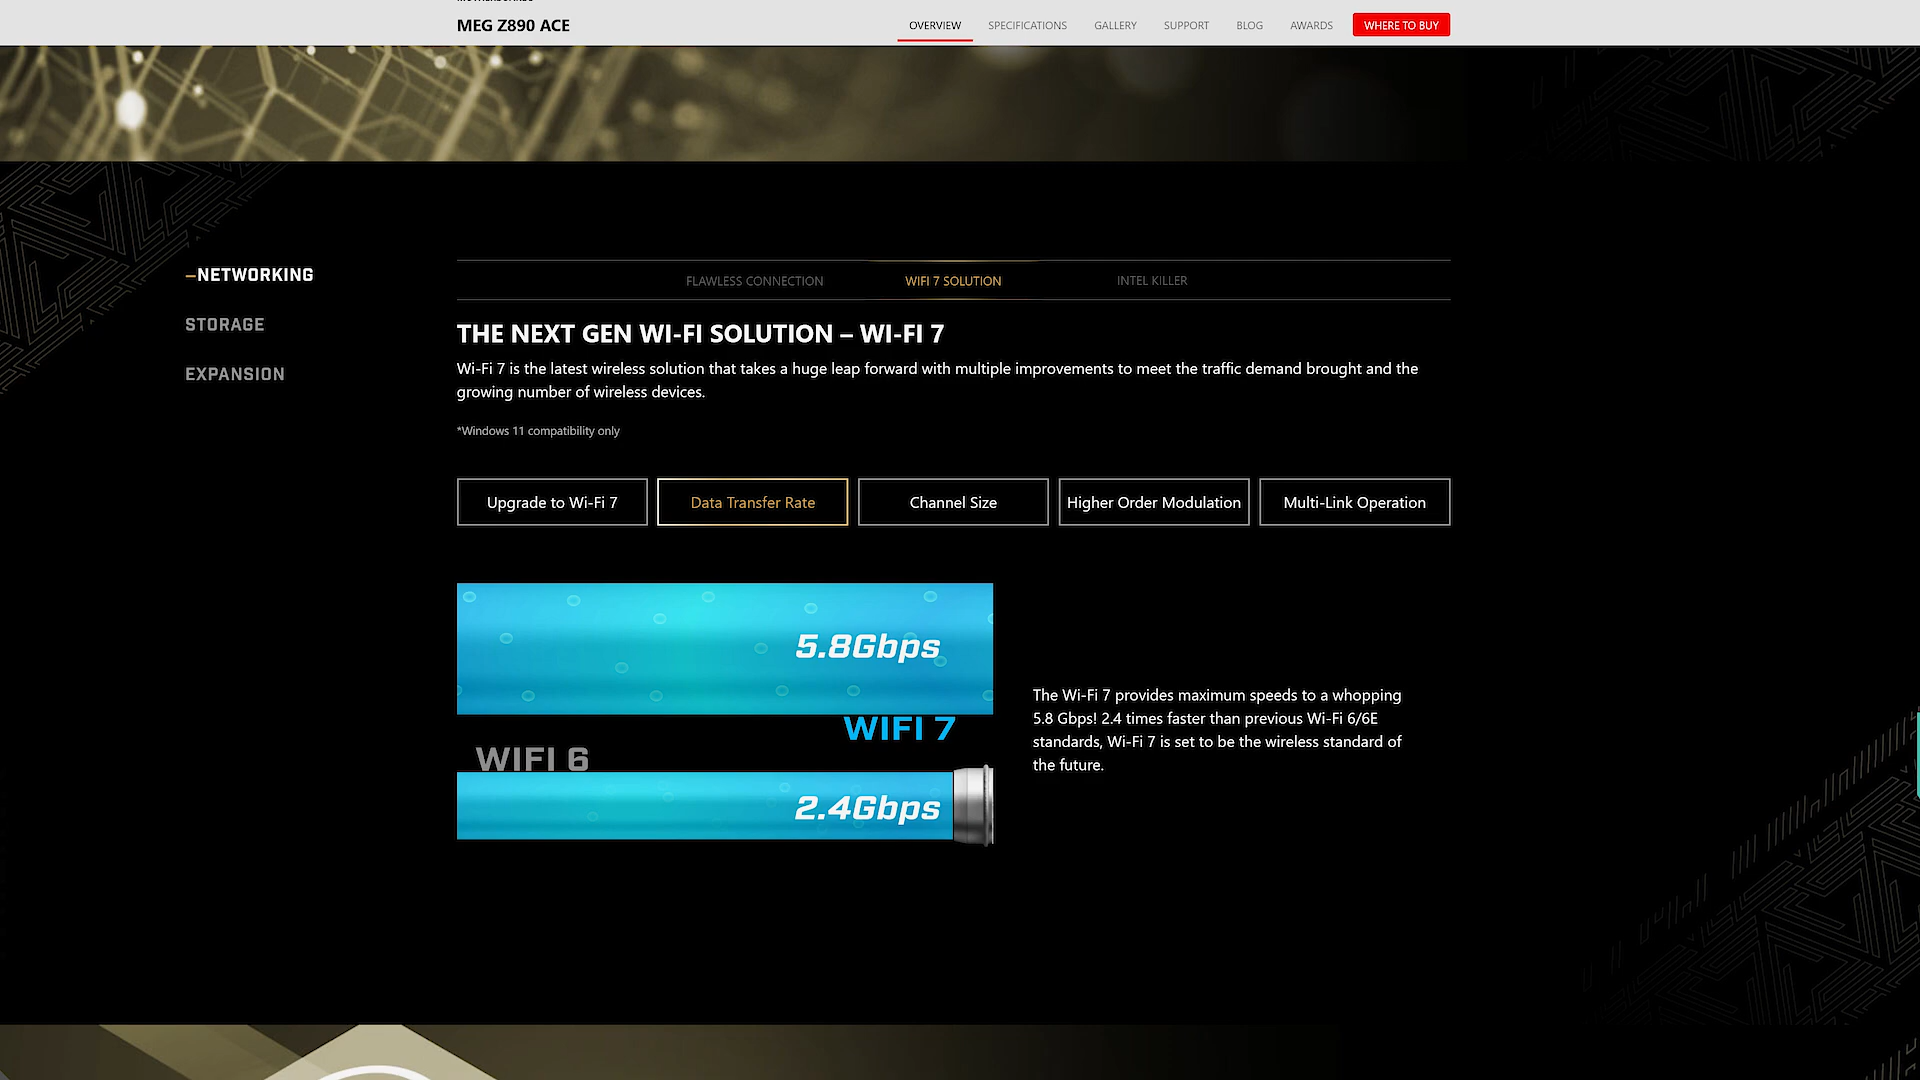 MEG Z890 ACE
OVERVIEW
SPECIFICATIONS
GALLERY
SUPPORT
BLOG
AWARDS
WHERE TO BUY
–NETWORKING
STORAGE
EXPANSION
FLAWLESS CONNECTION
WIFI 7 SOLUTION
INTEL KILLER
THE NEXT GEN WI-FI SOLUTION – WI-FI 7
Wi-Fi 7 is the latest wireless solution that takes a huge leap forward with multiple improvements to meet the traffic demand brought and the
growing number of wireless devices.
*Windows 11 compatibility only
Upgrade to Wi-Fi 7
Data Transfer Rate
Channel Size
Higher Order Modulation
Multi-Link Operation
5.8Gbps
WIFI 7
WIFI 6
2.4Gbps
The Wi-Fi 7 provides maximum speeds to a whopping
5.8 Gbps! 2.4 times faster than previous Wi-Fi 6/6E
standards, Wi-Fi 7 is set to be the wireless standard of
the future.